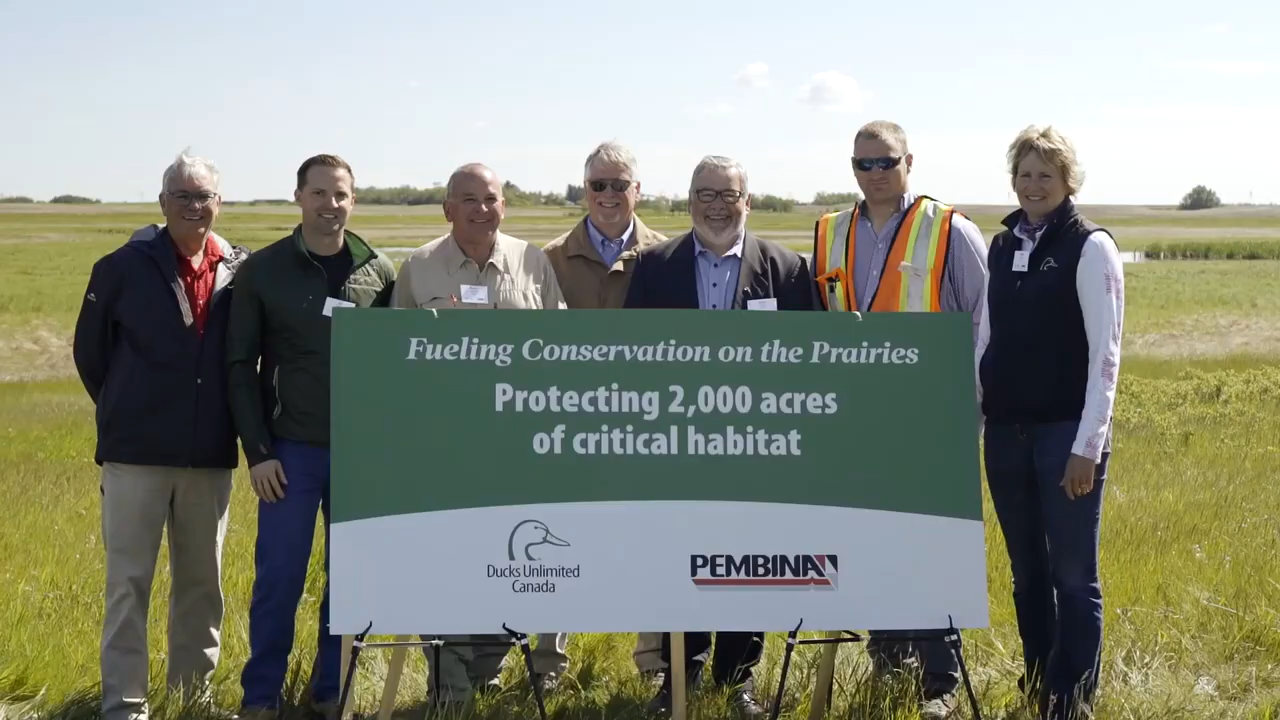 Fueling Conservation on the Prairies
Protecting 2,000 acres
of critical habitat
Ducks Unlimited
Canada
PEMBINA